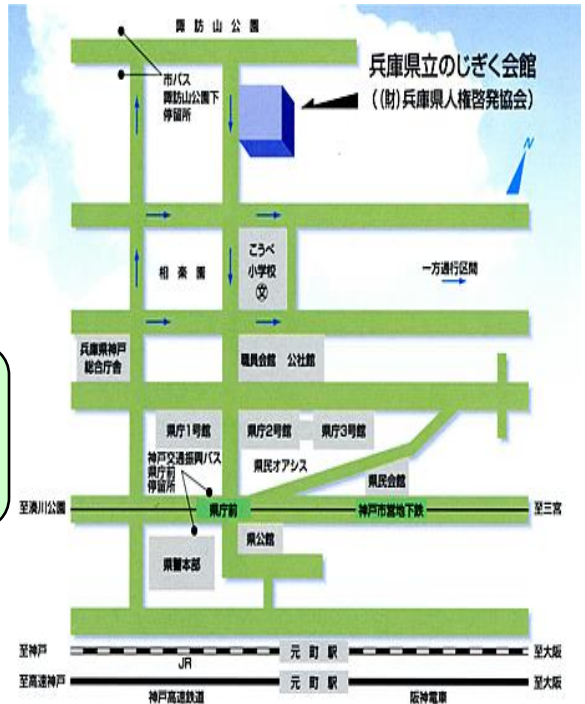 諏訪山公園
兵庫県立のじぎく会館
((財)兵庫県人権啓発協会)
市バス
諏訪山公園下
停留所
N
こうべ
小学校
文
相楽園
一方通行区間
兵庫県神戸
総合庁舎
職員会館 公社館
県庁1号館
県庁2号館
県庁3号館
神戸交通振興バス
県庁前
停留所
県民オアシス
県民会館
至湊川公園
県庁前
神戸市営地下鉄
至三宮
県警本部
県公館
至神戸
JR
元町駅
至大阪
至高速神戸
神戸高速鉄道
元町駅
阪神電車
至大阪